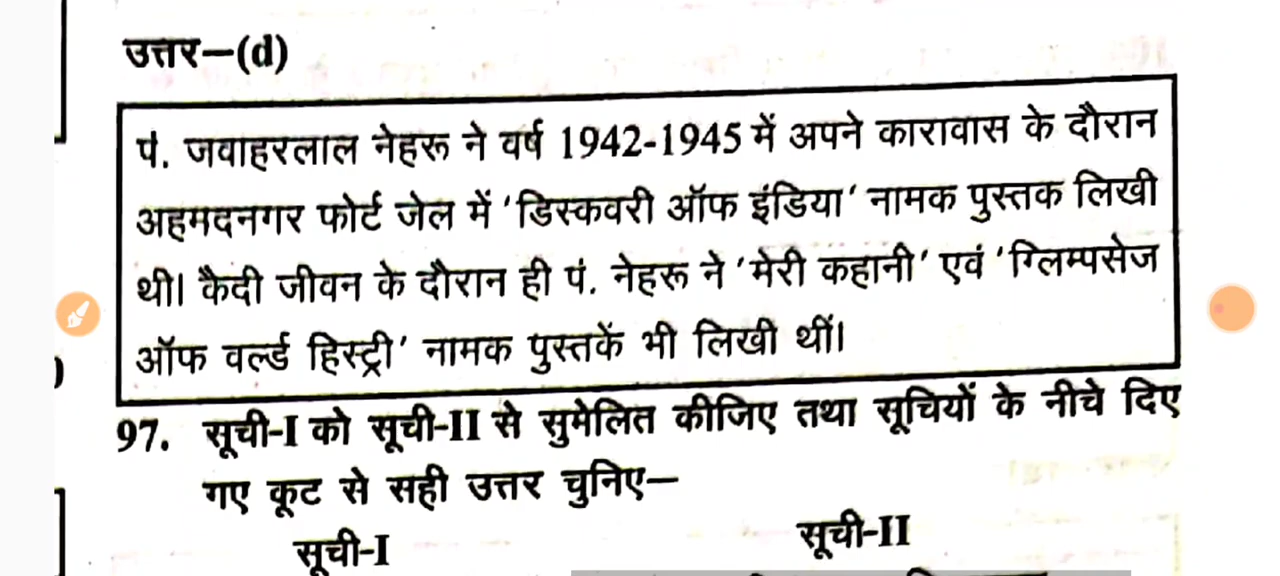 उत्तर—(d)
पं. जवाहरलाल नेहरू ने वर्ष 1942-1945 में अपने कारावास के दौरान
अहमदनगर फोर्ट जेल में 'डिस्कवरी ऑफ इंडिया' नामक पुस्तक लिखी
थी। कैदी जीवन के दौरान ही पं. नेहरू ने 'मेरी कहानी' एवं 'ग्लिम्पसेज
ऑफ वर्ल्ड हिस्ट्री' नामक पुस्तकें भी लिखी थीं।
97. सूची-I को सूची-II से सुमेलित कीजिए तथा सूचियों के नीचे दिए
गए कूट से सही उत्तर चुनिए—
सूची-I सूची-II